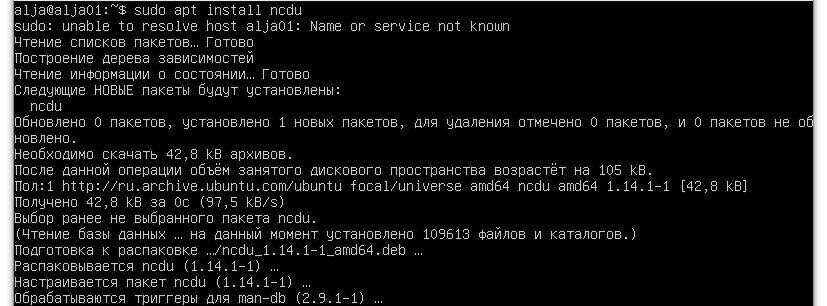 alja@alja01:~$ sudo apt install ncdu
sudo: unable to resolve host alja01: Name or service not known
Чтение списков пакетов… Готово
Построение дерева зависимостей
Чтение информации о состоянии… Готово
Следующие НОВЫЕ пакеты будут установлены:
ncdu
Обновлено 0 пакетов, установлено 1 новых пакетов, для удаления отмечено 0 пакетов, и 0 пакетов не об
новлено.
Необходимо скачать 42,8 kB архивов.
После данной операции объём занятого дискового пространства возрастёт на 105 kB.
Пол:1 http://ru.archive.ubuntu.com/ubuntu focal/universe amd64 ncdu amd64 1.14.1-1 [42,8 kB]
Получено 42,8 kB за 0с (97,5 kB/s)
Выбор ранее не выбранного пакета ncdu.
(Чтение базы данных … на данный момент установлено 109613 файлов и каталогов.)
Подготовка к распаковке …/ncdu_1.14.1-1_amd64.deb …
Распаковывается ncdu (1.14.1-1) …
Настраивается пакет ncdu (1.14.1-1) …
Обрабатываются триггеры для man-db (2.9.1-1) …